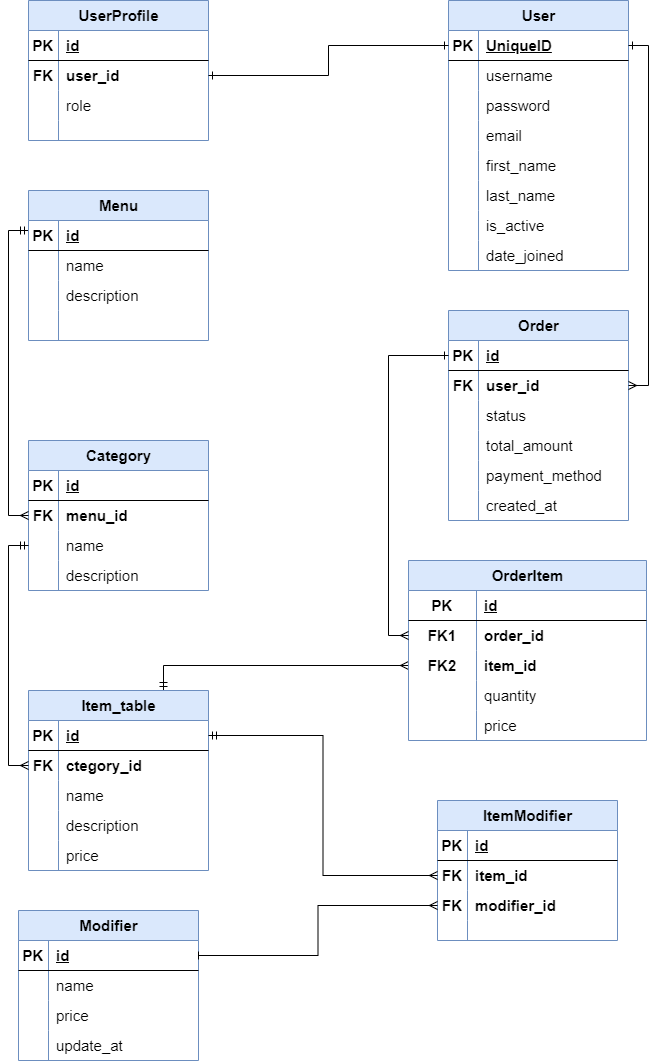 UserProfile
PK id
FK user_id
role
User
PK UniqueID
username
password
email
first_name
last_name
is_active
date_joined
Menu
PK id
name
description
Order
PK id
FK user_id
status
total_amount
payment_method
created_at
Category
PK id
FK menu_id
name
description
OrderItem
PK id
FK1 order_id
FK2 item_id
quantity
price
Item_table
PK id
FK ctegory_id
name
description
price
ItemModifier
PK id
FK item_id
FK modifier_id
Modifier
PK id
name
price
update_at